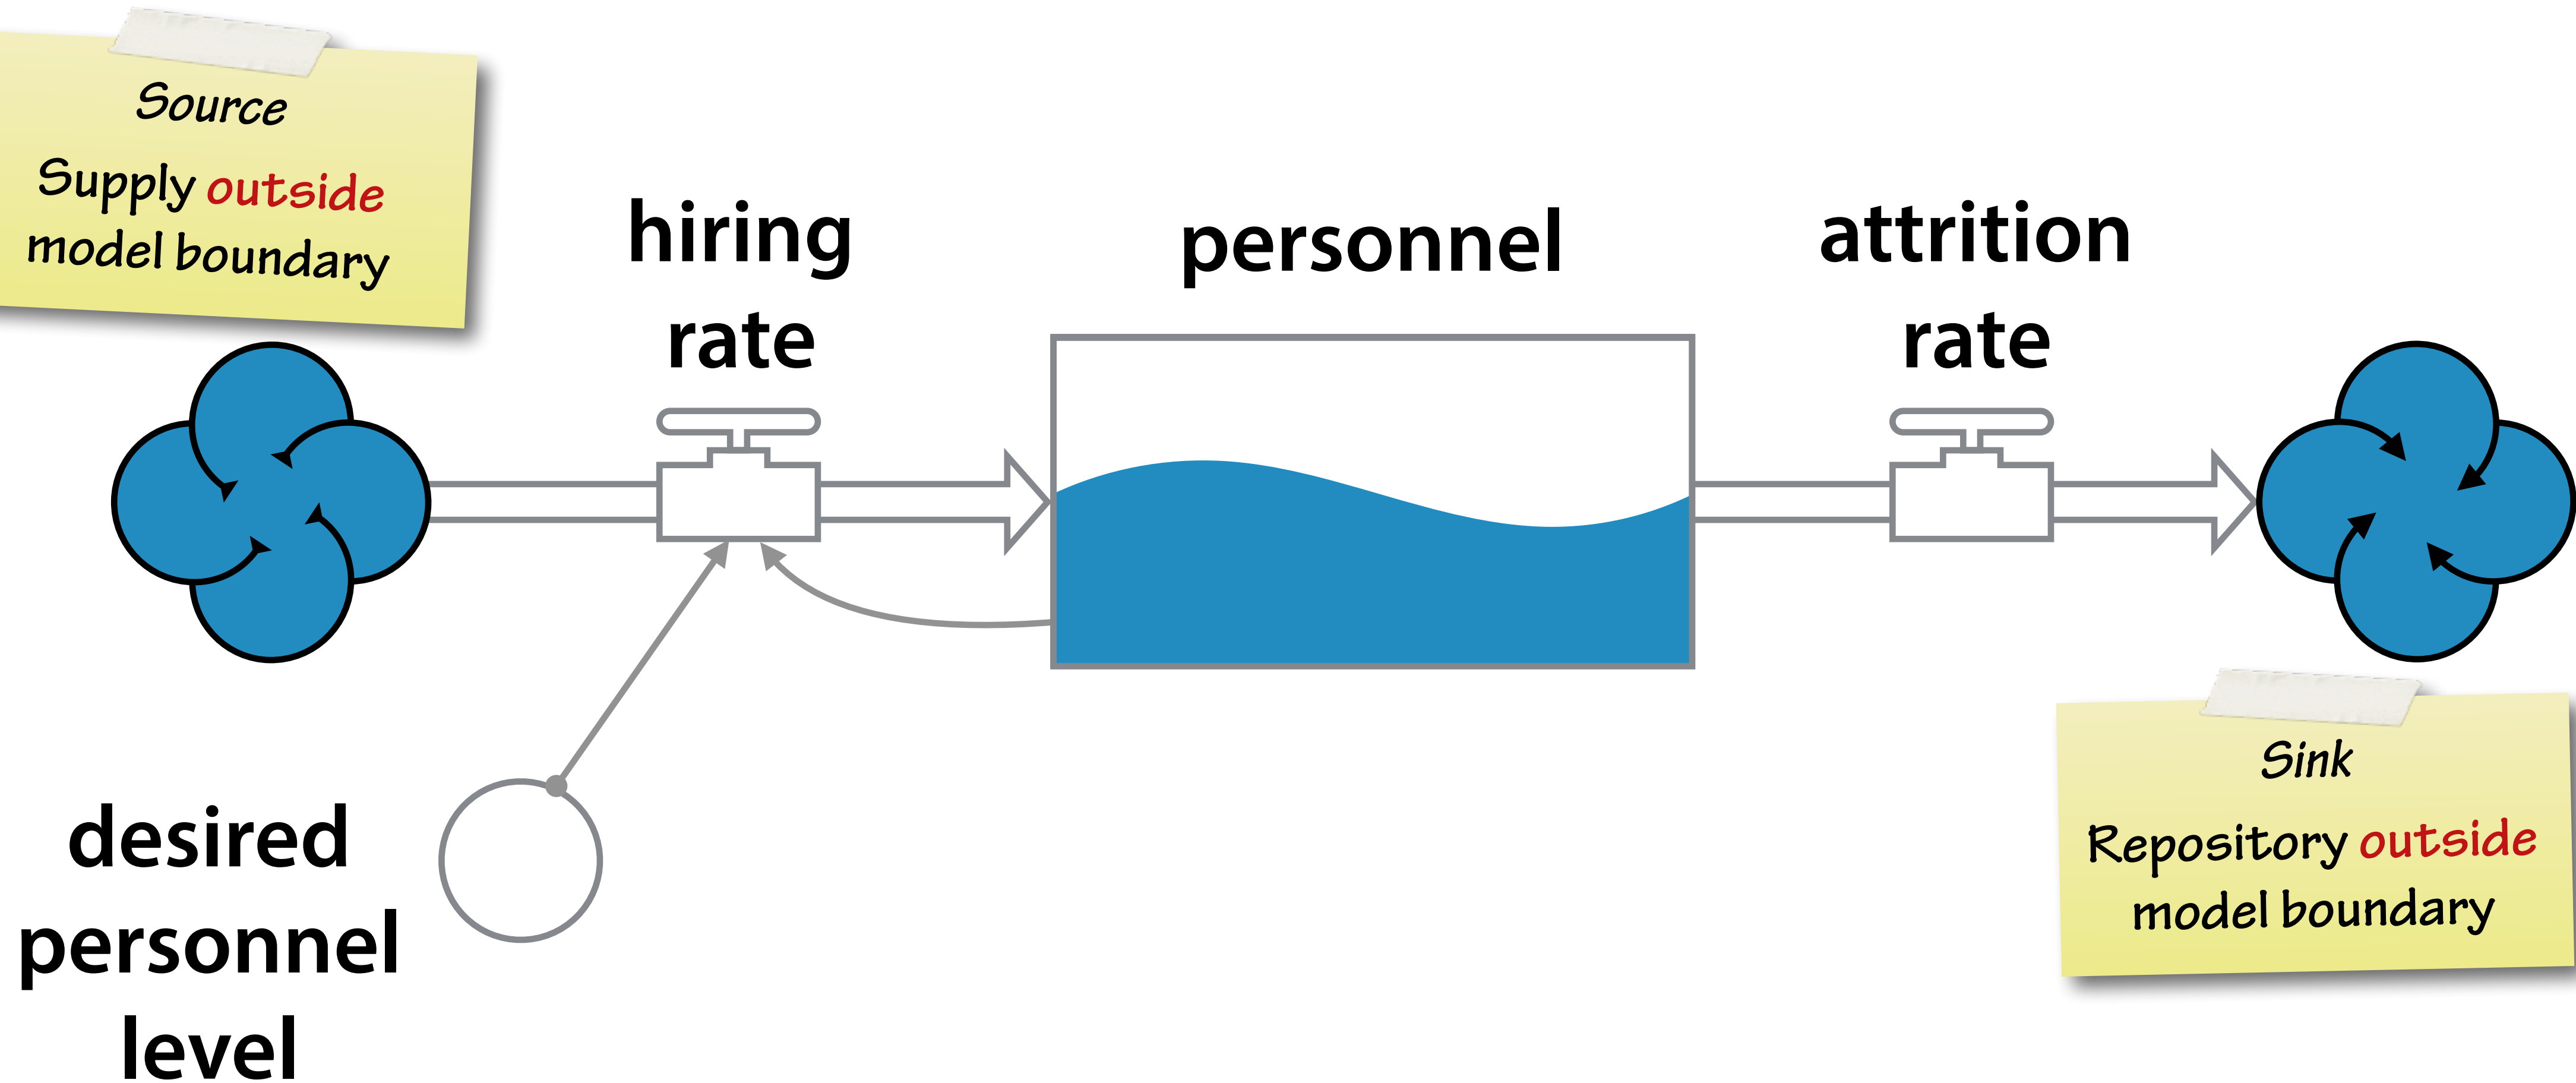 Source
Supply outside
model boundary
hiring
rate
personnel
attrition
rate
desired
personnel
level
Sink
Repository outside
model boundary